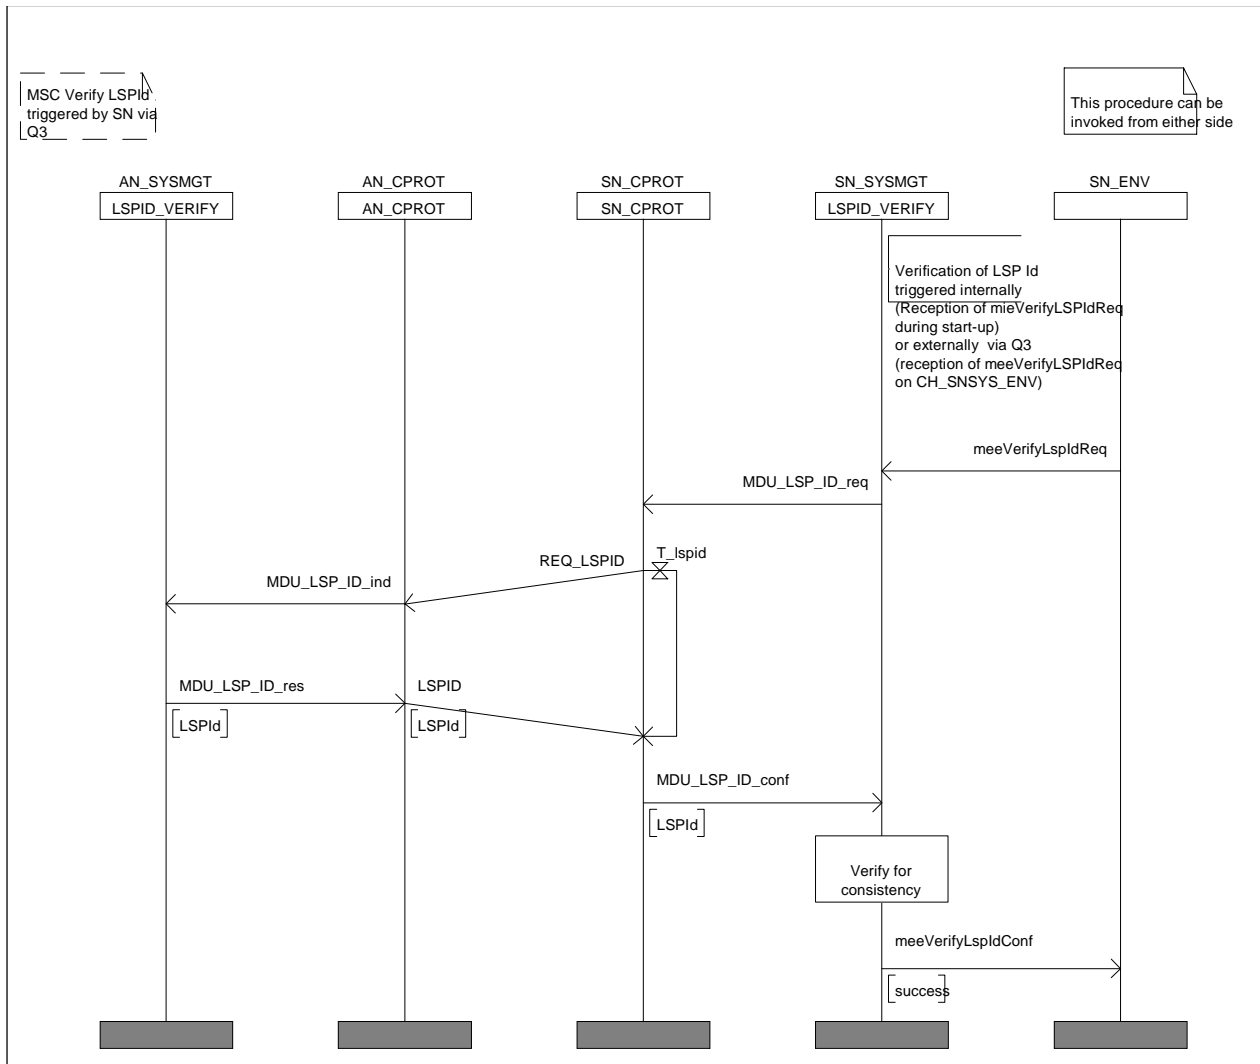 MSC Verify LSPId
triggered by SN via
Q3
This procedure can be
invoked from either side
AN_SYSMGT
AN_CPROT
SN_CPROT
SN_SYSMGT
SN_ENV
LSPID_VERIFY
AN_CPROT
SN_CPROT
LSPID_VERIFY
Verification of LSP Id
triggered internally
(Reception of mieVerifyLSPIdReq
during start-up)
or externally via Q3
(reception of meeVerifyLSPIdReq
on CH_SNSYS_ENV)
meeVerifyLspIdReq
MDU_LSP_ID_req
T_lspid
REQ_LSPID
MDU_LSP_ID_ind
MDU_LSP_ID_res
LSPID
LSPId
LSPId
MDU_LSP_ID_conf
LSPId
Verify for
consistency
meeVerifyLspIdConf
success